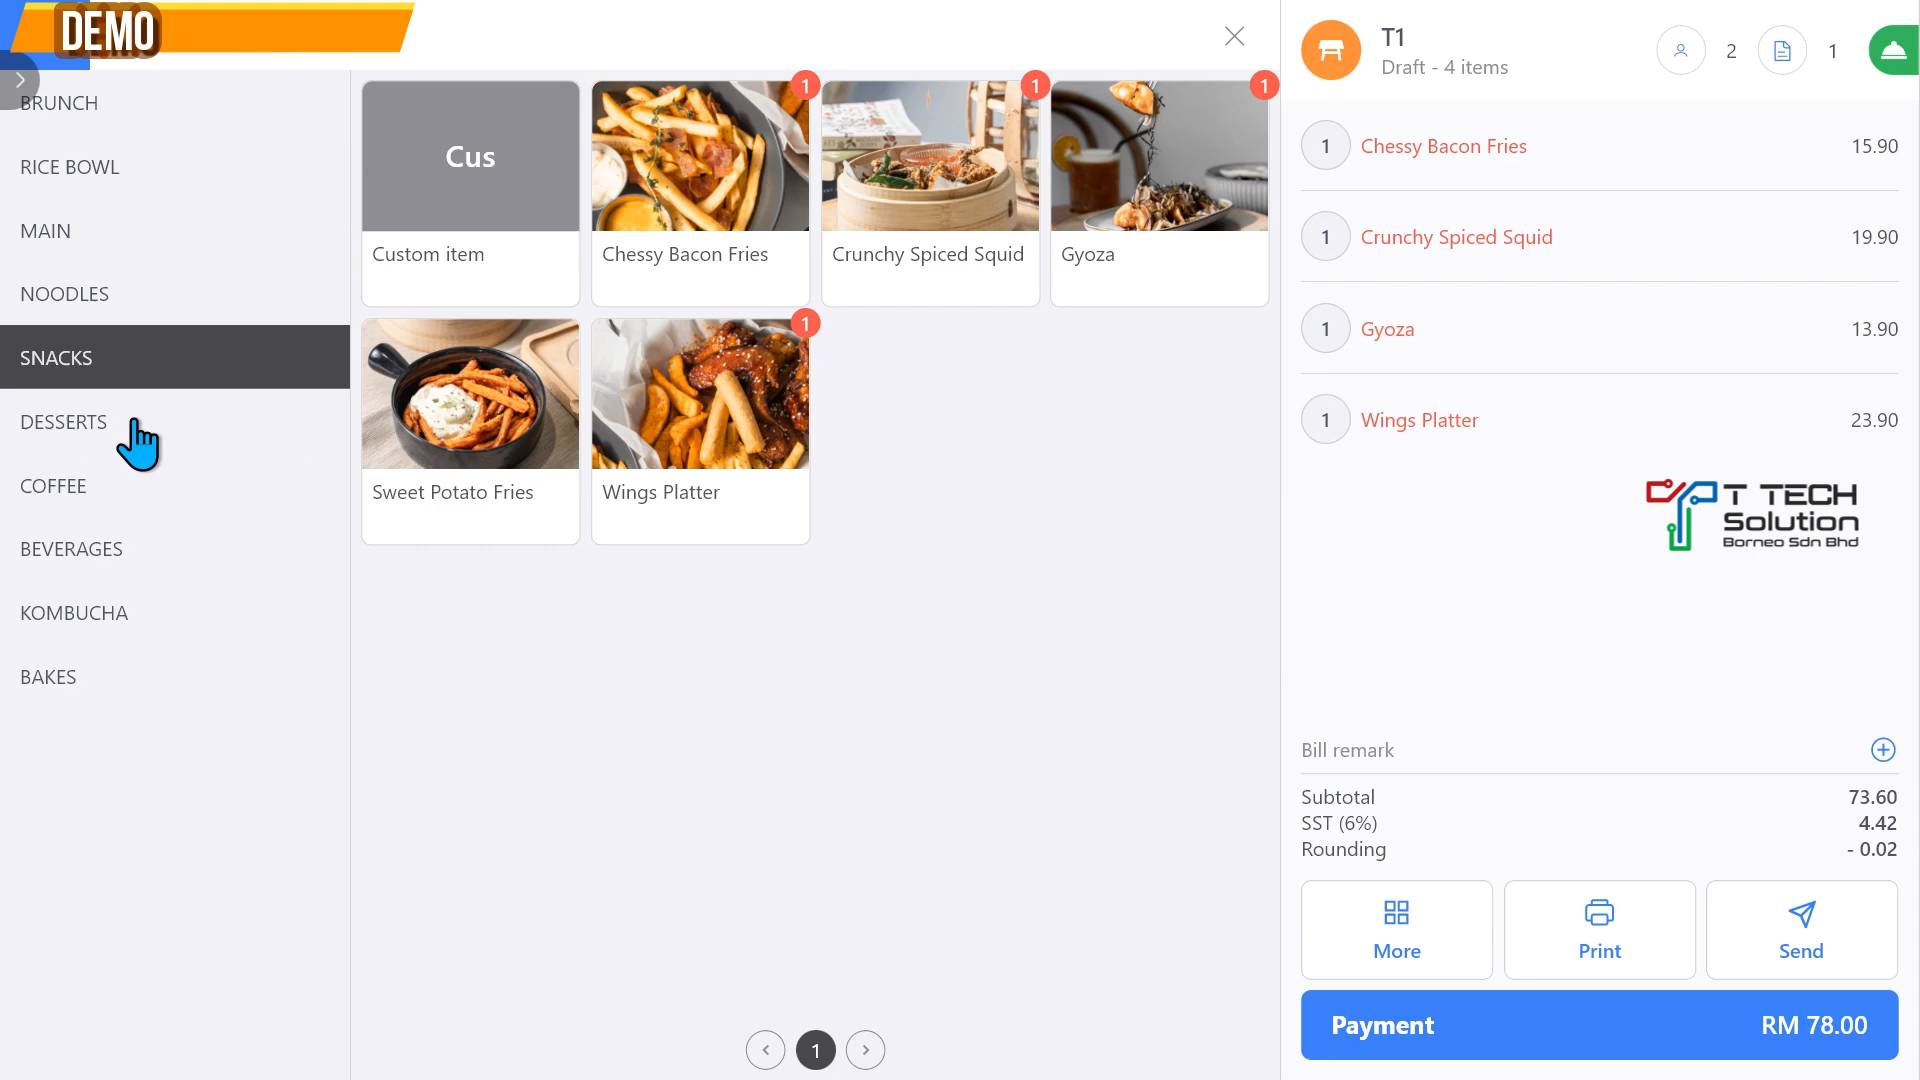 DEMO
BRUNCH
RICE BOWL
MAIN
NOODLES
SNACKS
DESSERTS
COFFEE
BEVERAGES
KOMBUCHA
BAKES
Cus
Custom item
1
Chessy Bacon Fries
1
Crunchy Spiced Squid
1
Gyoza
Sweet Potato Fries
1
Wings Platter
1
T1
Draft - 4 items
2
1
1 Chessy Bacon Fries 15.90
1 Crunchy Spiced Squid 19.90
1 Gyoza 13.90
1 Wings Platter 23.90
T TECH
Solution
Borneo Sdn Bhd
Bill remark
Subtotal 73.60
SST (6%) 4.42
Rounding - 0.02
More
Print
Send
Payment RM 78.00